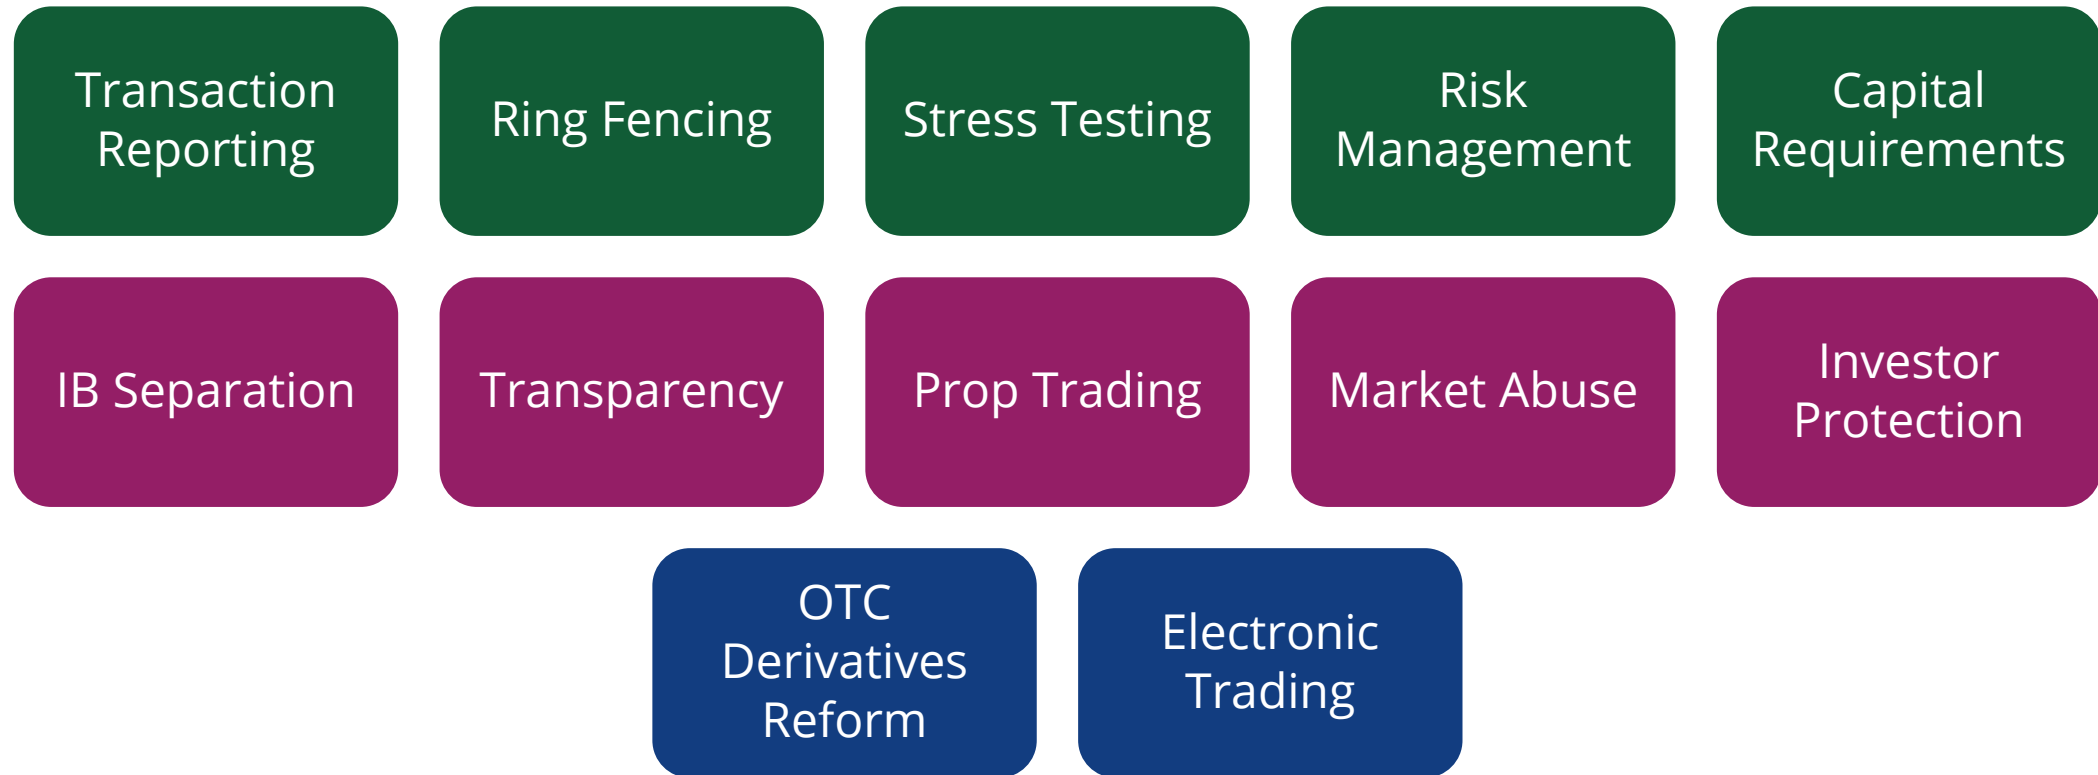 Transaction
Reporting
Ring Fencing
Stress Testing
Risk
Management
Capital
Requirements
IB Separation
Transparency
Prop Trading
Market Abuse
Investor
Protection
OTC
Derivatives
Reform
Electronic
Trading